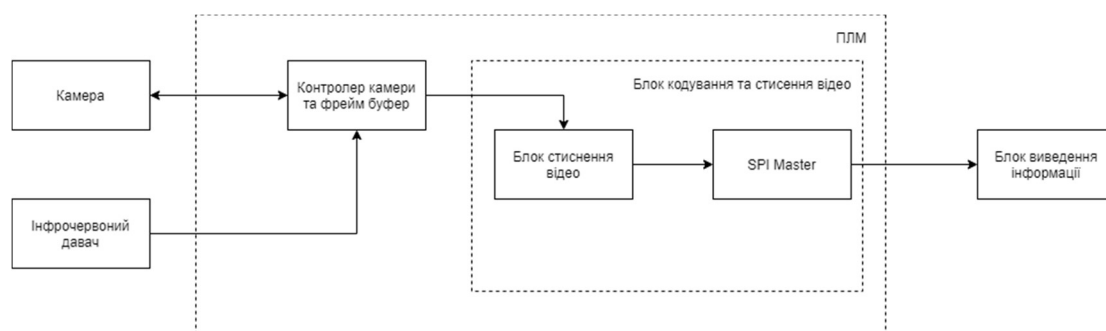 ПЛМ
Камера
Контролер камери
та фрейм буфер
Блок кодування та стисення відео
Блок стиснення
відео
SPI Master
Блок виведення
інформації
Інфрочервоний
давач